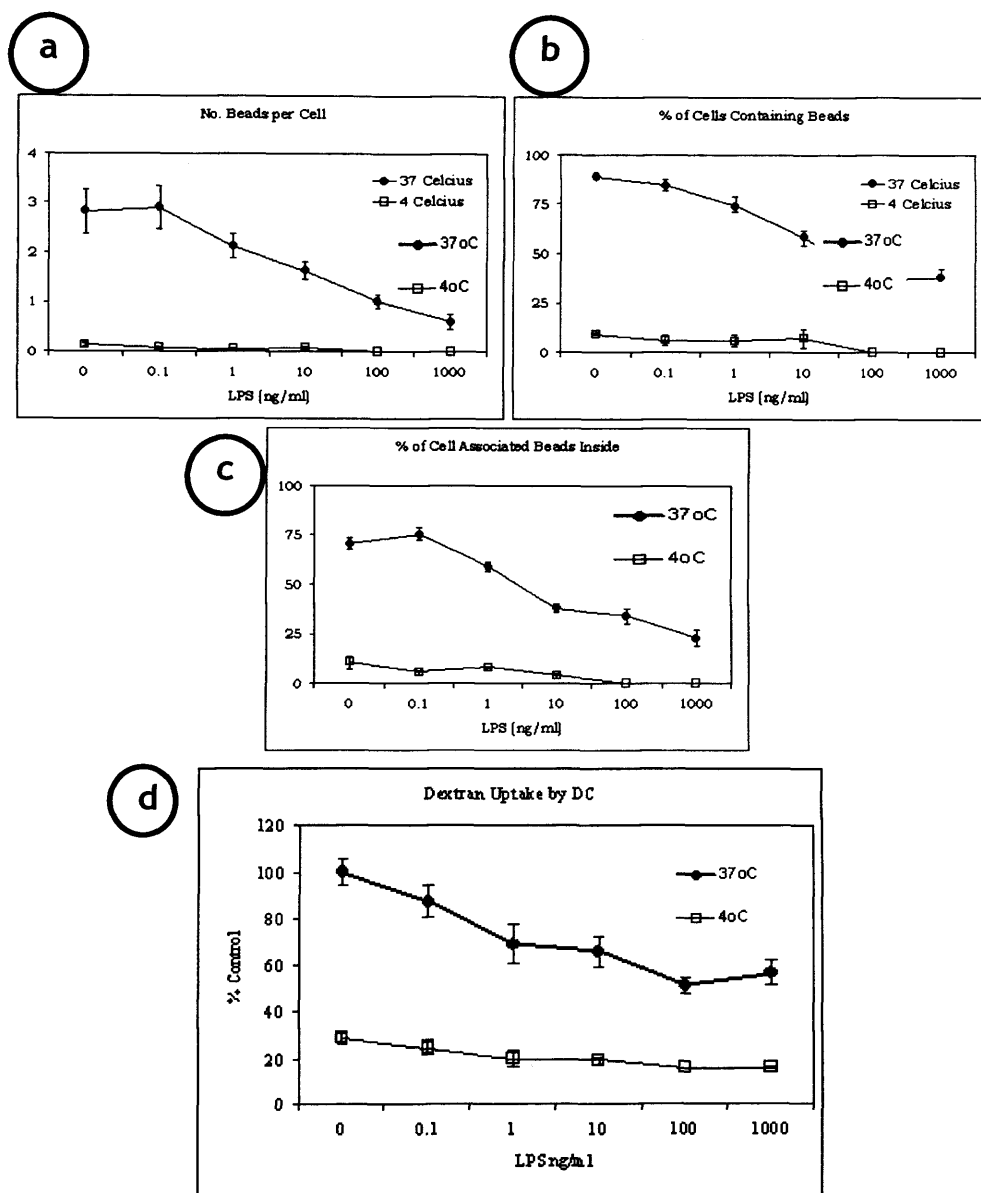 a
No. Beads per Cell
4
3
2
1
0
37 Celcius
4 Celcius
37oC
4oC
0 0.1 1 10 100 1000
LPS (ng/ml)
b
% of Cells Containing Beads
100
75
50
25
0
37 Celcius
4 Celcius
37oC
4oC
0 0.1 1 10 100 1000
LPS (ng/ml)
c
% of Cell Associated Beads Inside
100
75
50
25
0
37oC
4oC
0 0.1 1 10 100 1000
LPS (ng/ml)
d
Dextran Uptake by DC
% Control
120
100
80
60
40
20
0
37oC
4oC
0 0.1 1 10 100 1000
LPS ng/ml